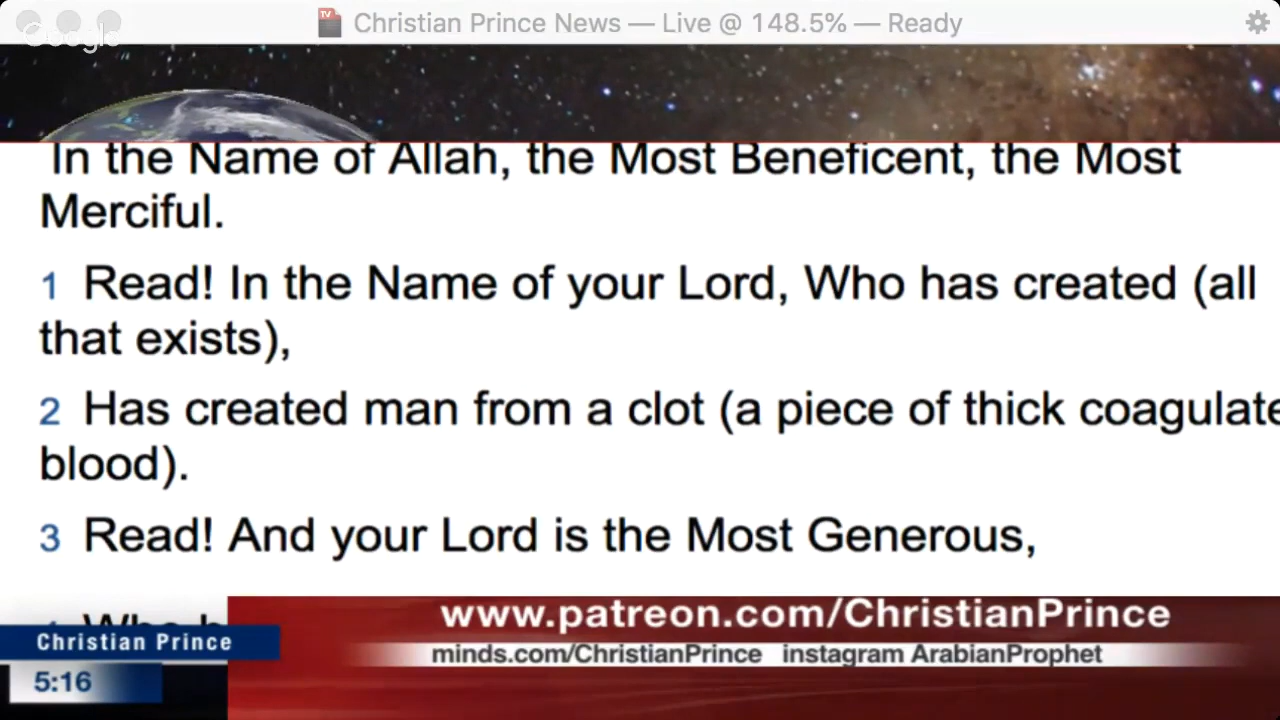 Christian Prince News — Live @ 148.5% — Ready
Google
TV
In the Name of Allah, the Most Beneficent, the Most
Merciful.
1 Read! In the Name of your Lord, Who has created (all
that exists),
2 Has created man from a clot (a piece of thick coagulate
blood).
3 Read! And your Lord is the Most Generous,
www.patreon.com/ChristianPrince
Christian Prince
minds.com/ChristianPrince instagram ArabianProphet
5:16